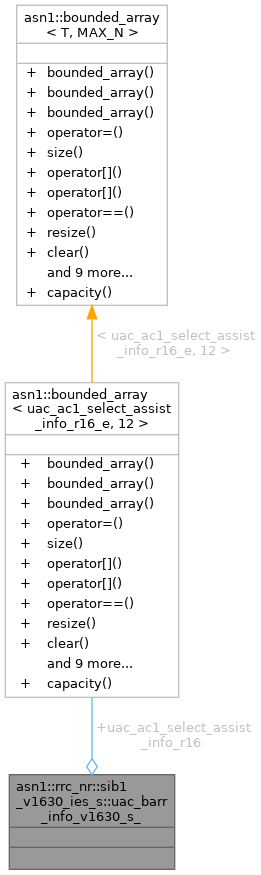 asn1::bounded_array
< T, MAX_N >
+ bounded_array()
+ bounded_array()
+ bounded_array()
+ operator=()
+ size()
+ operator[]()
+ operator[]()
+ operator==()
+ resize()
+ clear()
and 9 more...
+ capacity()
< uac_ac1_select_assist
_info_r16_e, 12 >
asn1::bounded_array
< uac_ac1_select_assist
_info_r16_e, 12 >
+ bounded_array()
+ bounded_array()
+ bounded_array()
+ operator=()
+ size()
+ operator[]()
+ operator[]()
+ operator==()
+ resize()
+ clear()
and 9 more...
+ capacity()
+uac_ac1_select_assist
_info_r16
asn1::rrc_nr::sib1
_v1630_ies_s::uac_barr
_info_v1630_s_